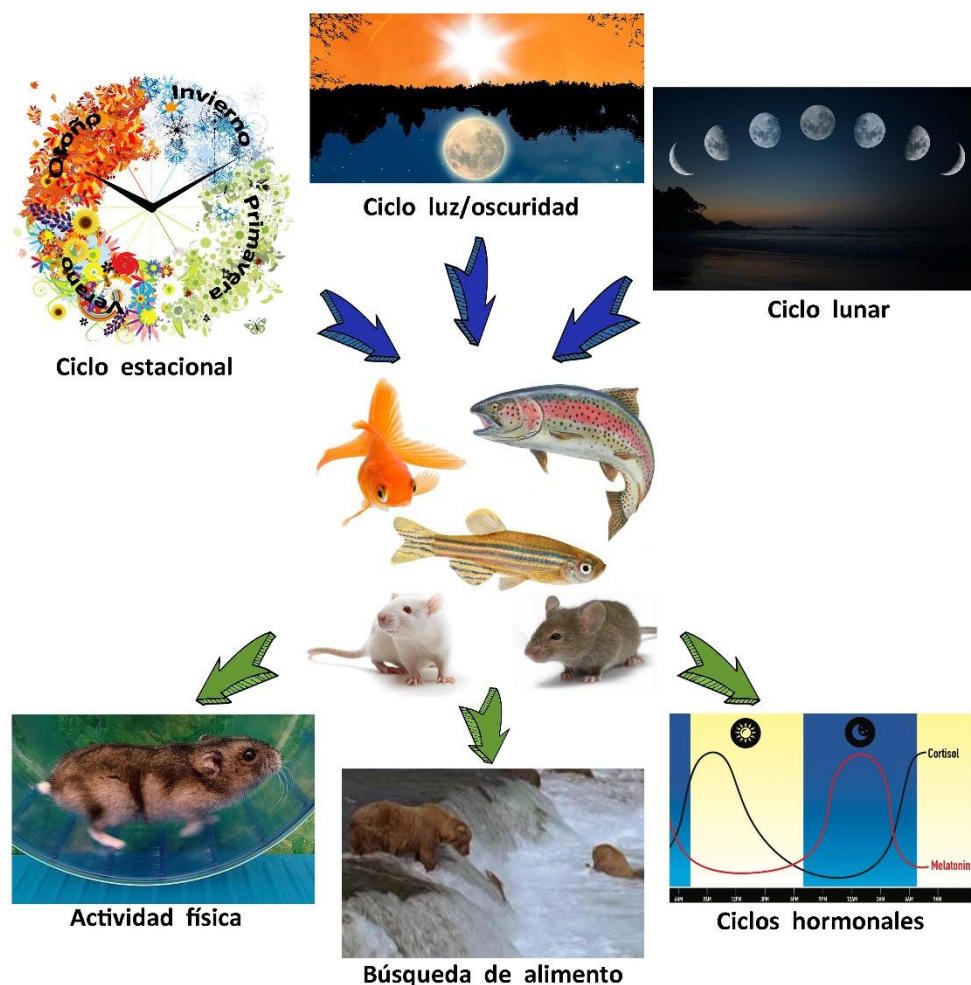 Otoño
Invierno
Primavera
Verano
Ciclo estacional
Ciclo luz/oscuridad
Ciclo lunar
Actividad física
Búsqueda de alimento
Cortisol
Melatonin
Ciclos hormonales